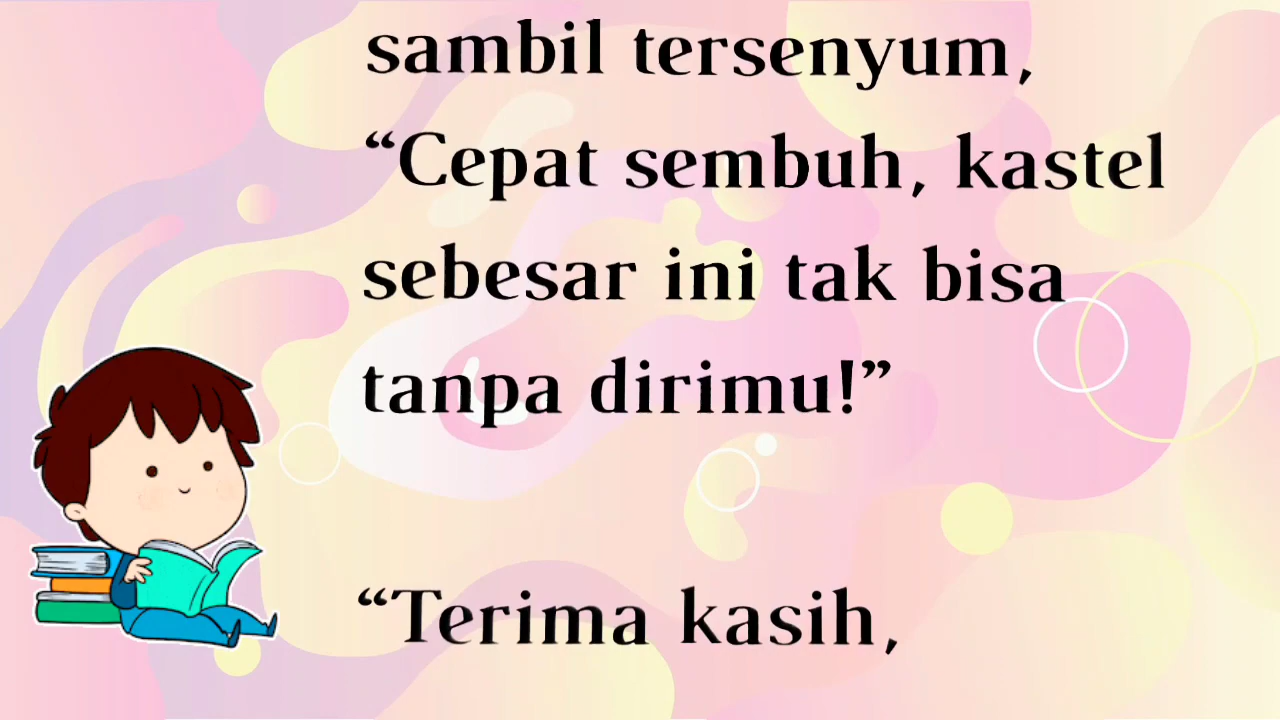 sambil tersenyum,
“Cepat sembuh, kastel
sebesar ini tak bisa
tanpa dirimu!”
“Terima kasih,